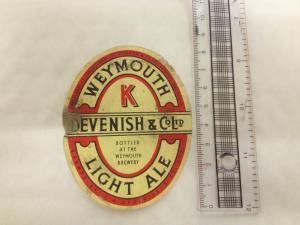 WEYMOUTH
K
DEVENISH & Co LTD
BOTTLED
AT THE
WEYMOUTH
BREWERY
LIGHT ALE